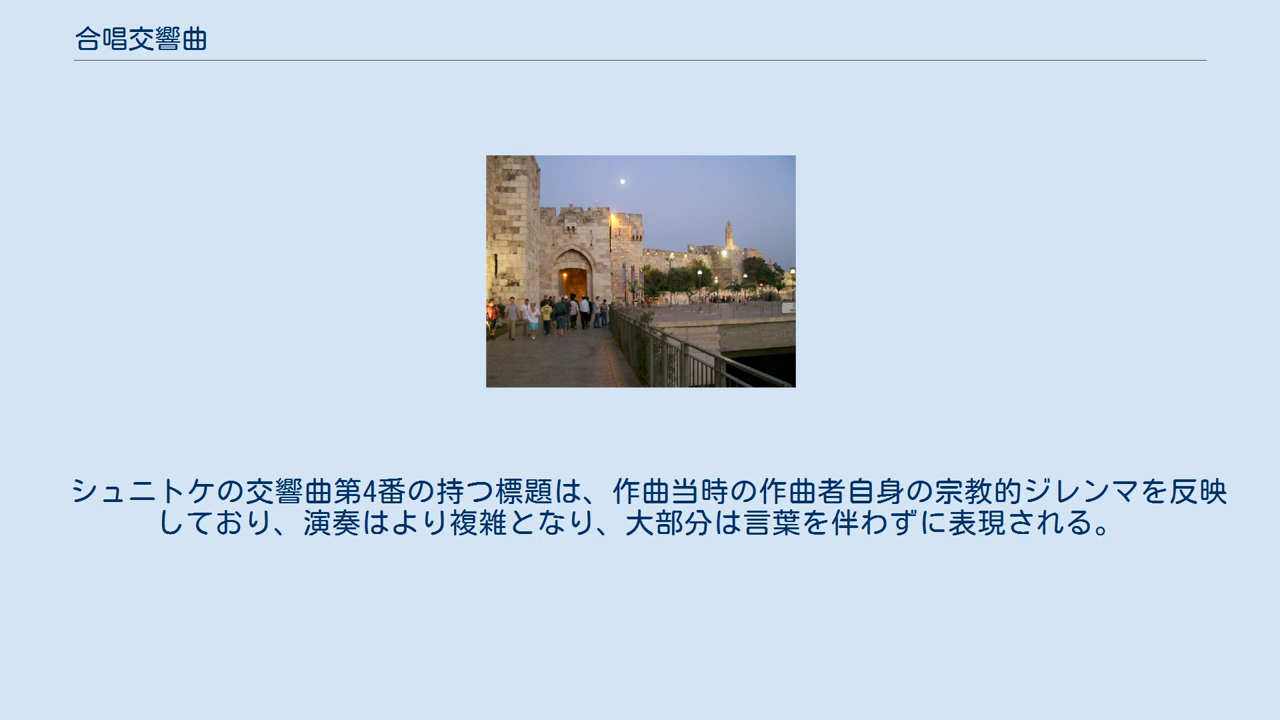 合唱交響曲
シュニトケの交響曲第4番の持つ標題は、作曲当時の作曲者自身の宗教的ジレンマを反映
しており、演奏はより複雑となり、大部分は言葉を伴わずに表現される。